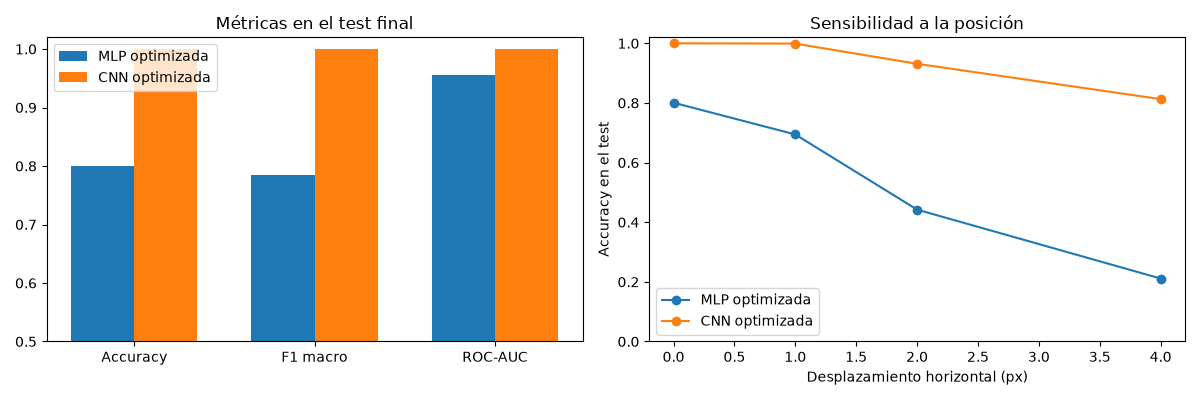 Métricas en el test final
MLP optimizada
CNN optimizada
1.0
0.9
0.8
0.7
0.6
0.5
Accuracy
F1 macro
ROC-AUC
Sensibilidad a la posición
Accuracy en el test
1.0
0.8
0.6
0.4
0.2
0.0
MLP optimizada
CNN optimizada
0.0 0.5 1.0 1.5 2.0 2.5 3.0 3.5 4.0
Desplazamiento horizontal (px)